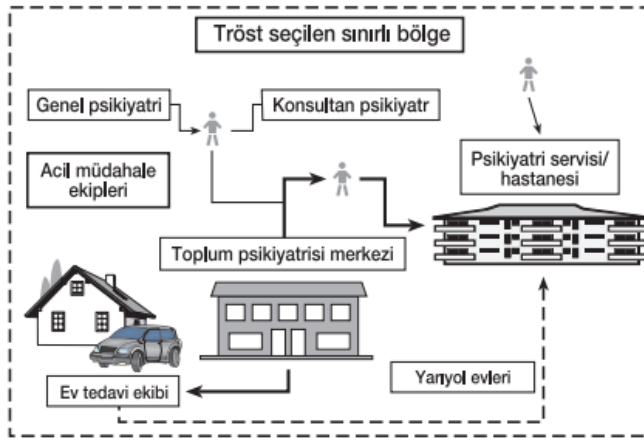 Tröst seçilen sınırlı bölge
Genel psikiyatri
Konsultan psikiyatr
Acil müdahale
ekipleri
Psikiyatri servisi/
hastanesi
Toplum psikiyatrisi merkezi
Ev tedavi ekibi
Yarıyol evleri